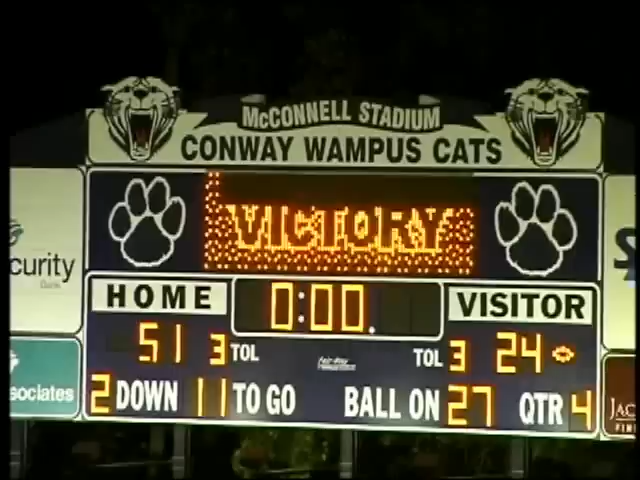 McCONNELL STADIUM
CONWAY WAMPUS CATS
VICTORY
HOME 0:00. VISITOR
51 3 TOL TOL 3 24
2 DOWN 11 TO GO BALL ON 27 QTR 4
curity
sociates